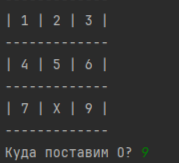 | 1 | 2 | 3 |
-------------
| 4 | 5 | 6 |
-------------
| 7 | X | 9 |
-------------
Куда поставим O? 9